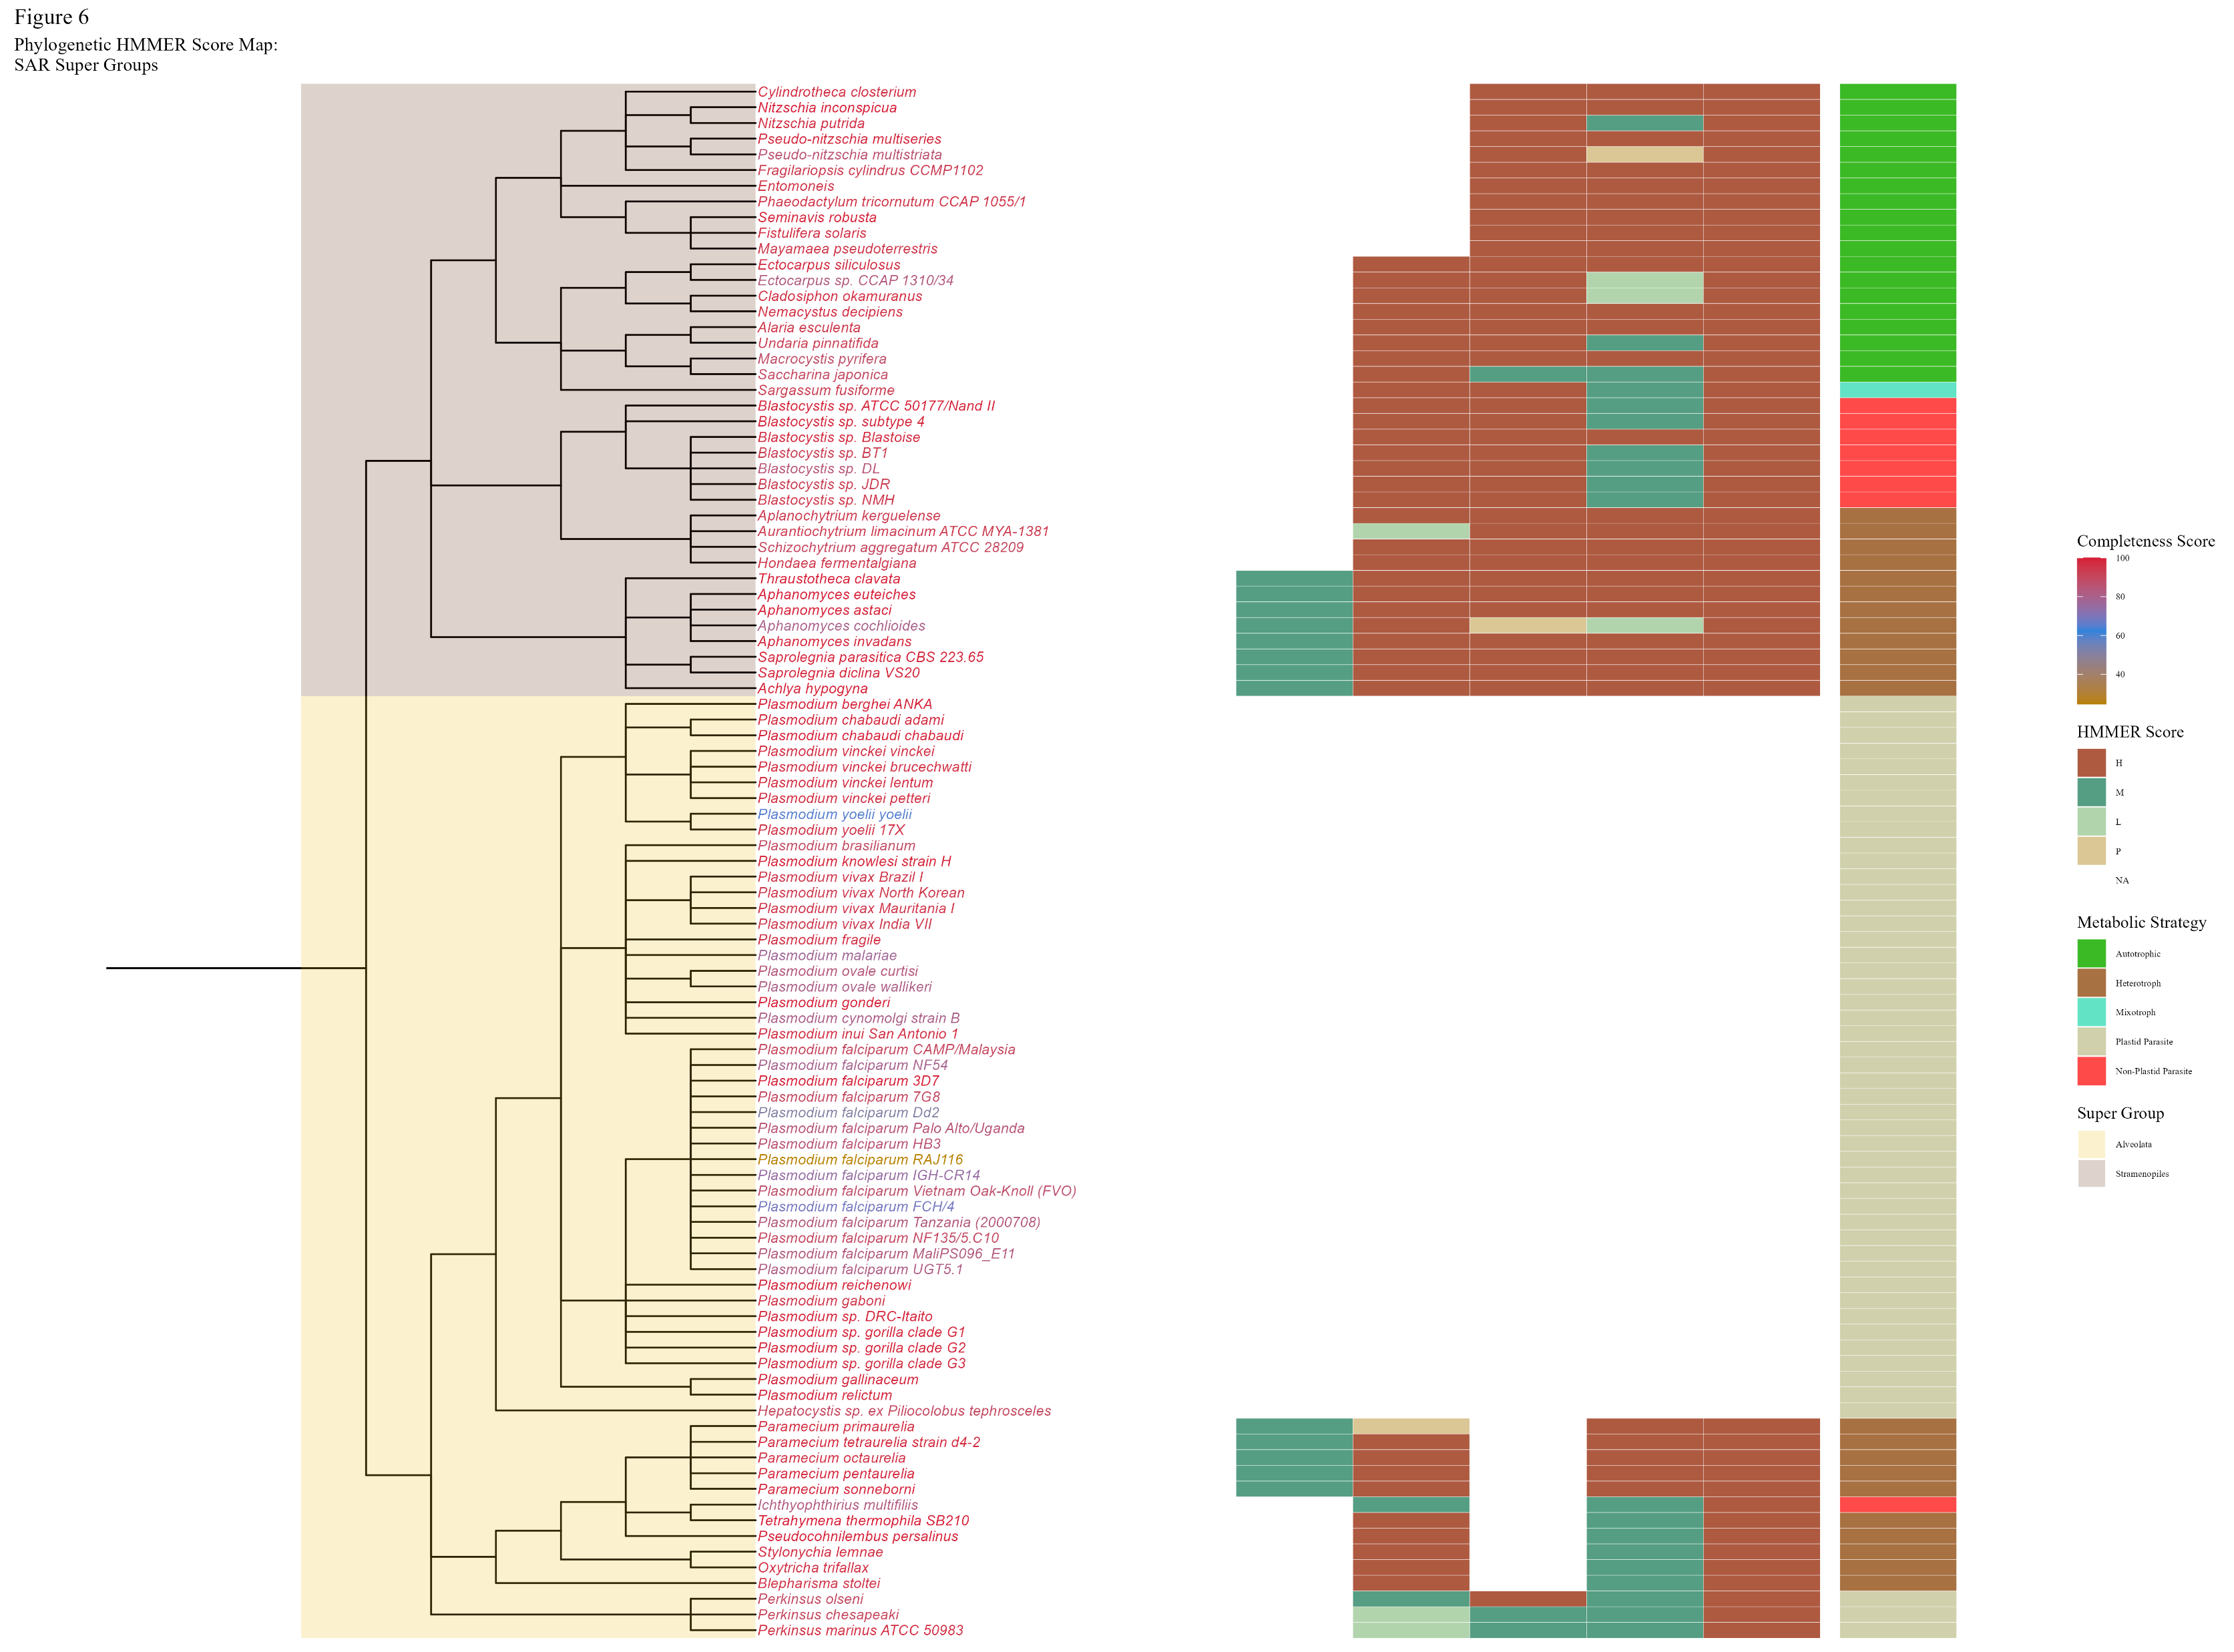 Figure 6
Phylogenetic HMMER Score Map:
SAR Super Groups
Cylindrotheca closterium
Nitzschia inconspicua
Nitzschia putrida
Pseudo-nitzschia multiseries
Pseudo-nitzschia multistriata
Fragilariopsis cylindrus CCMP1102
Entomoneis
Phaeodactylum tricornutum CCAP 1055/1
Seminavis robusta
Fistulifera solaris
Mayamaea pseudoterrestris
Ectocarpus siliculosus
Ectocarpus sp. CCAP 1310/34
Cladosiphon okamuranus
Nemacystus decipiens
Alaria esculenta
Undaria pinnatifida
Macrocystis pyrifera
Saccharina japonica
Sargassum fusiforme
Blastocystis sp. ATCC 50177/Nand II
Blastocystis sp. subtype 4
Blastocystis sp. Blastoise
Blastocystis sp. BT1
Blastocystis sp. DL
Blastocystis sp. JDR
Blastocystis sp. NMH
Aplanochytrium kerguelense
Aurantiochytrium limacinum ATCC MYA-1381
Schizochytrium aggregatum ATCC 28209
Hondaea fermentalgiana
Thraustotheca clavata
Aphanomyces euteiches
Aphanomyces astaci
Aphanomyces cochlioides
Aphanomyces invadans
Saprolegnia parasitica CBS 223.65
Saprolegnia diclina VS20
Achlya hypogyna
Plasmodium berghei ANKA
Plasmodium chabaudi adami
Plasmodium chabaudi chabaudi
Plasmodium vinckei vinckei
Plasmodium vinckei brucechwatti
Plasmodium vinckei lentum
Plasmodium vinckei petteri
Plasmodium yoelii yoelii
Plasmodium yoelii 17X
Plasmodium brasilianum
Plasmodium knowlesi strain H
Plasmodium vivax Brazil I
Plasmodium vivax North Korean
Plasmodium vivax Mauritania I
Plasmodium vivax India VII
Plasmodium fragile
Plasmodium malariae
Plasmodium ovale curtisi
Plasmodium ovale wallikeri
Plasmodium gonderi
Plasmodium cynomolgi strain B
Plasmodium inui San Antonio 1
Plasmodium falciparum CAMP/Malaysia
Plasmodium falciparum NF54
Plasmodium falciparum 3D7
Plasmodium falciparum 7G8
Plasmodium falciparum Dd2
Plasmodium falciparum Palo Alto/Uganda
Plasmodium falciparum HB3
Plasmodium falciparum RAJ116
Plasmodium falciparum IGH-CR14
Plasmodium falciparum Vietnam Oak-Knoll (FVO)
Plasmodium falciparum FCH/4
Plasmodium falciparum Tanzania (2000708)
Plasmodium falciparum NF135/5.C10
Plasmodium falciparum MaliPS096_E11
Plasmodium falciparum UGT5.1
Plasmodium reichenowi
Plasmodium gaboni
Plasmodium sp. DRC-Itaito
Plasmodium sp. gorilla clade G1
Plasmodium sp. gorilla clade G2
Plasmodium sp. gorilla clade G3
Plasmodium gallinaceum
Plasmodium relictum
Hepatocystis sp. ex Piliocolobus tephrosceles
Paramecium primaurelia
Paramecium tetraurelia strain d4-2
Paramecium octaurelia
Paramecium pentaurelia
Paramecium sonneborni
Ichthyophthirius multifiliis
Tetrahymena thermophila SB210
Pseudocohnilembus persalinus
Stylonychia lemnae
Oxytricha trifallax
Blepharisma stoltei
Perkinsus olseni
Perkinsus chesapeaki
Perkinsus marinus ATCC 50983
Completeness Score
100
80
60
40
HMMER Score
H
M
L
P
NA
Metabolic Strategy
Autotrophic
Heterotroph
Mixotroph
Plastid Parasite
Non-Plastid Parasite
Super Group
Alveolata
Stramenopiles